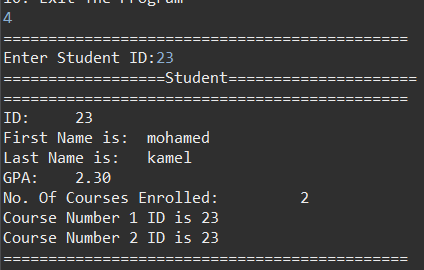 10. Exit The Program
4
=============================================
Enter Student ID:23
==================Student=====================
=============================================
ID:     23
First Name is:  mohamed
Last Name is:   kamel
GPA:    2.30
No. Of Courses Enrolled:         2
Course Number 1 ID is 23
Course Number 2 ID is 23
=============================================